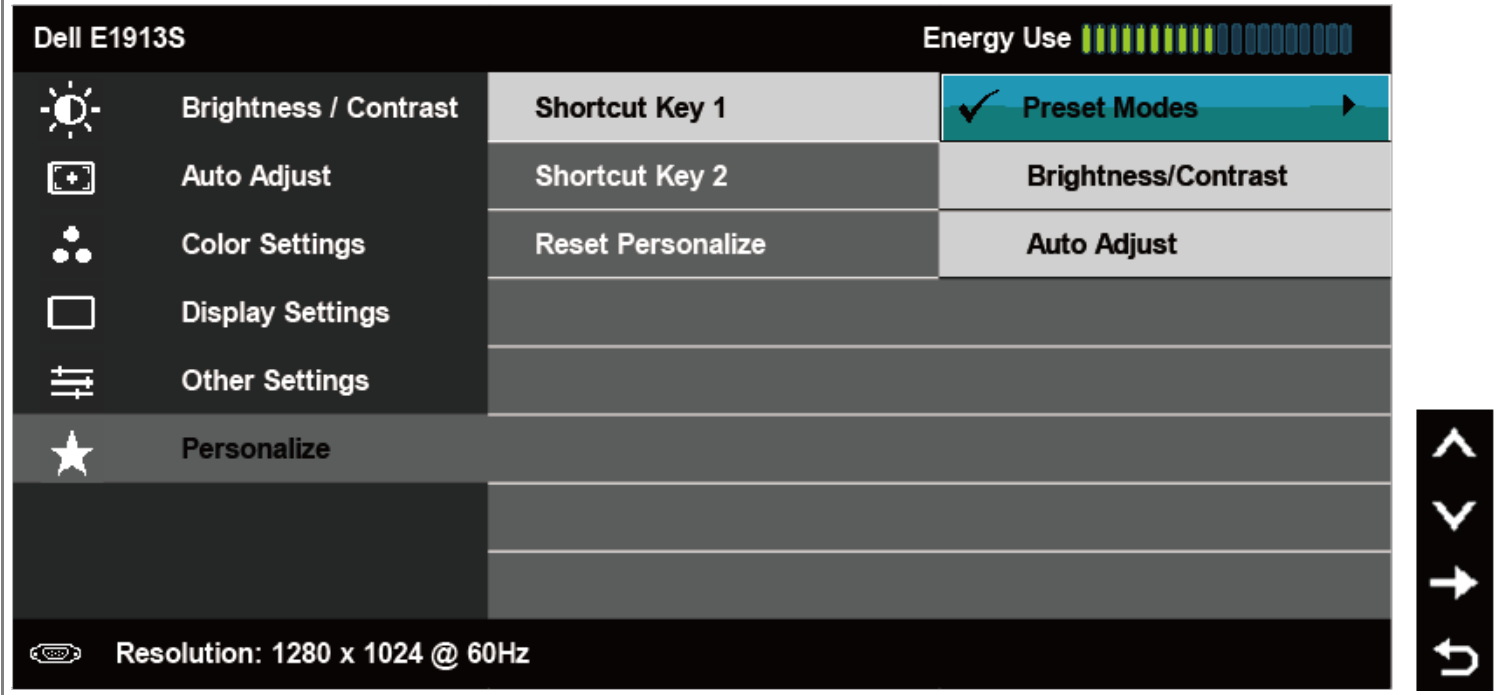 Dell E1913S Energy Use
Brightness / Contrast Shortcut Key 1 Preset Modes
Auto Adjust Shortcut Key 2 Brightness/Contrast
Color Settings Reset Personalize Auto Adjust
Display Settings
Other Settings
Personalize
Resolution: 1280 x 1024 @ 60Hz